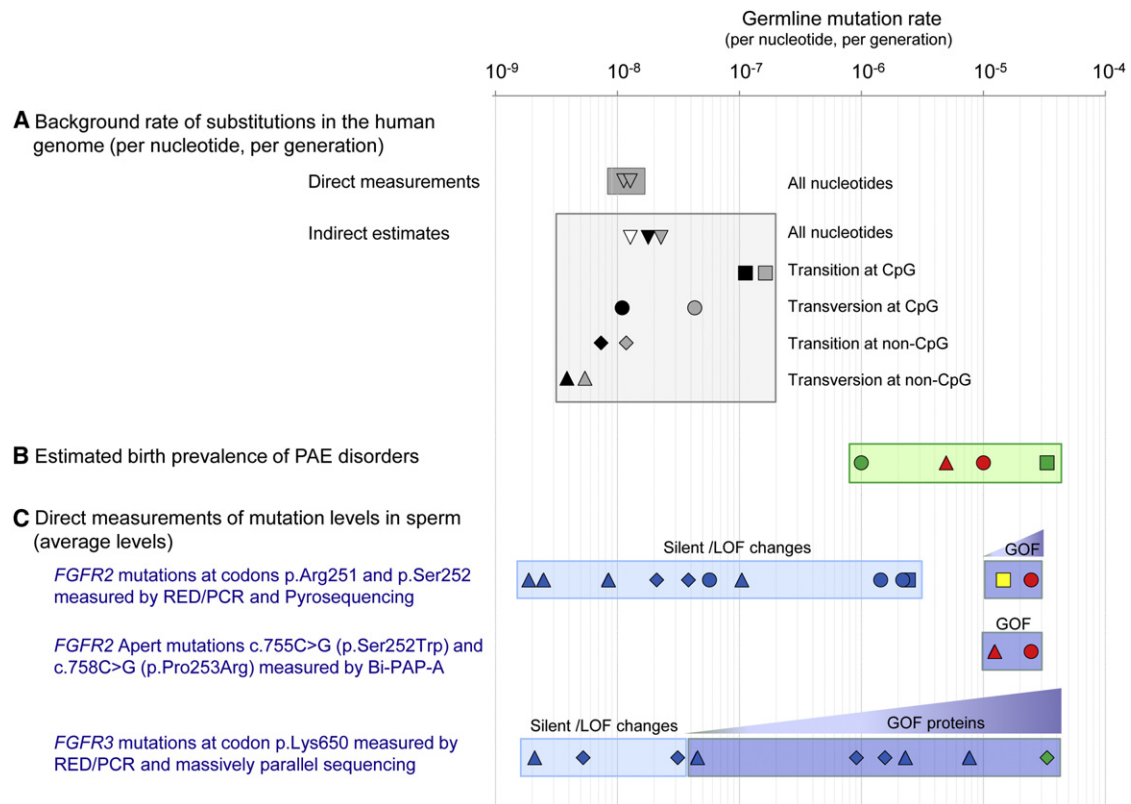 Germline mutation rate
(per nucleotide, per generation)
10-9 10-8 10-7 10-6 10-5 10-4
A Background rate of substitutions in the human
genome (per nucleotide, per generation)
Direct measurements All nucleotides
Indirect estimates All nucleotides
Transition at CpG
Transversion at CpG
Transition at non-CpG
Transversion at non-CpG
B Estimated birth prevalence of PAE disorders
C Direct measurements of mutation levels in sperm
(average levels)
Silent /LOF changes GOF
FGFR2 mutations at codons p.Arg251 and p.Ser252
measured by RED/PCR and Pyrosequencing
GOF
FGFR2 Apert mutations c.755C>G (p.Ser252Trp) and
c.758C>G (p.Pro253Arg) measured by Bi-PAP-A
Silent /LOF changes GOF proteins
FGFR3 mutations at codon p.Lys650 measured by
RED/PCR and massively parallel sequencing